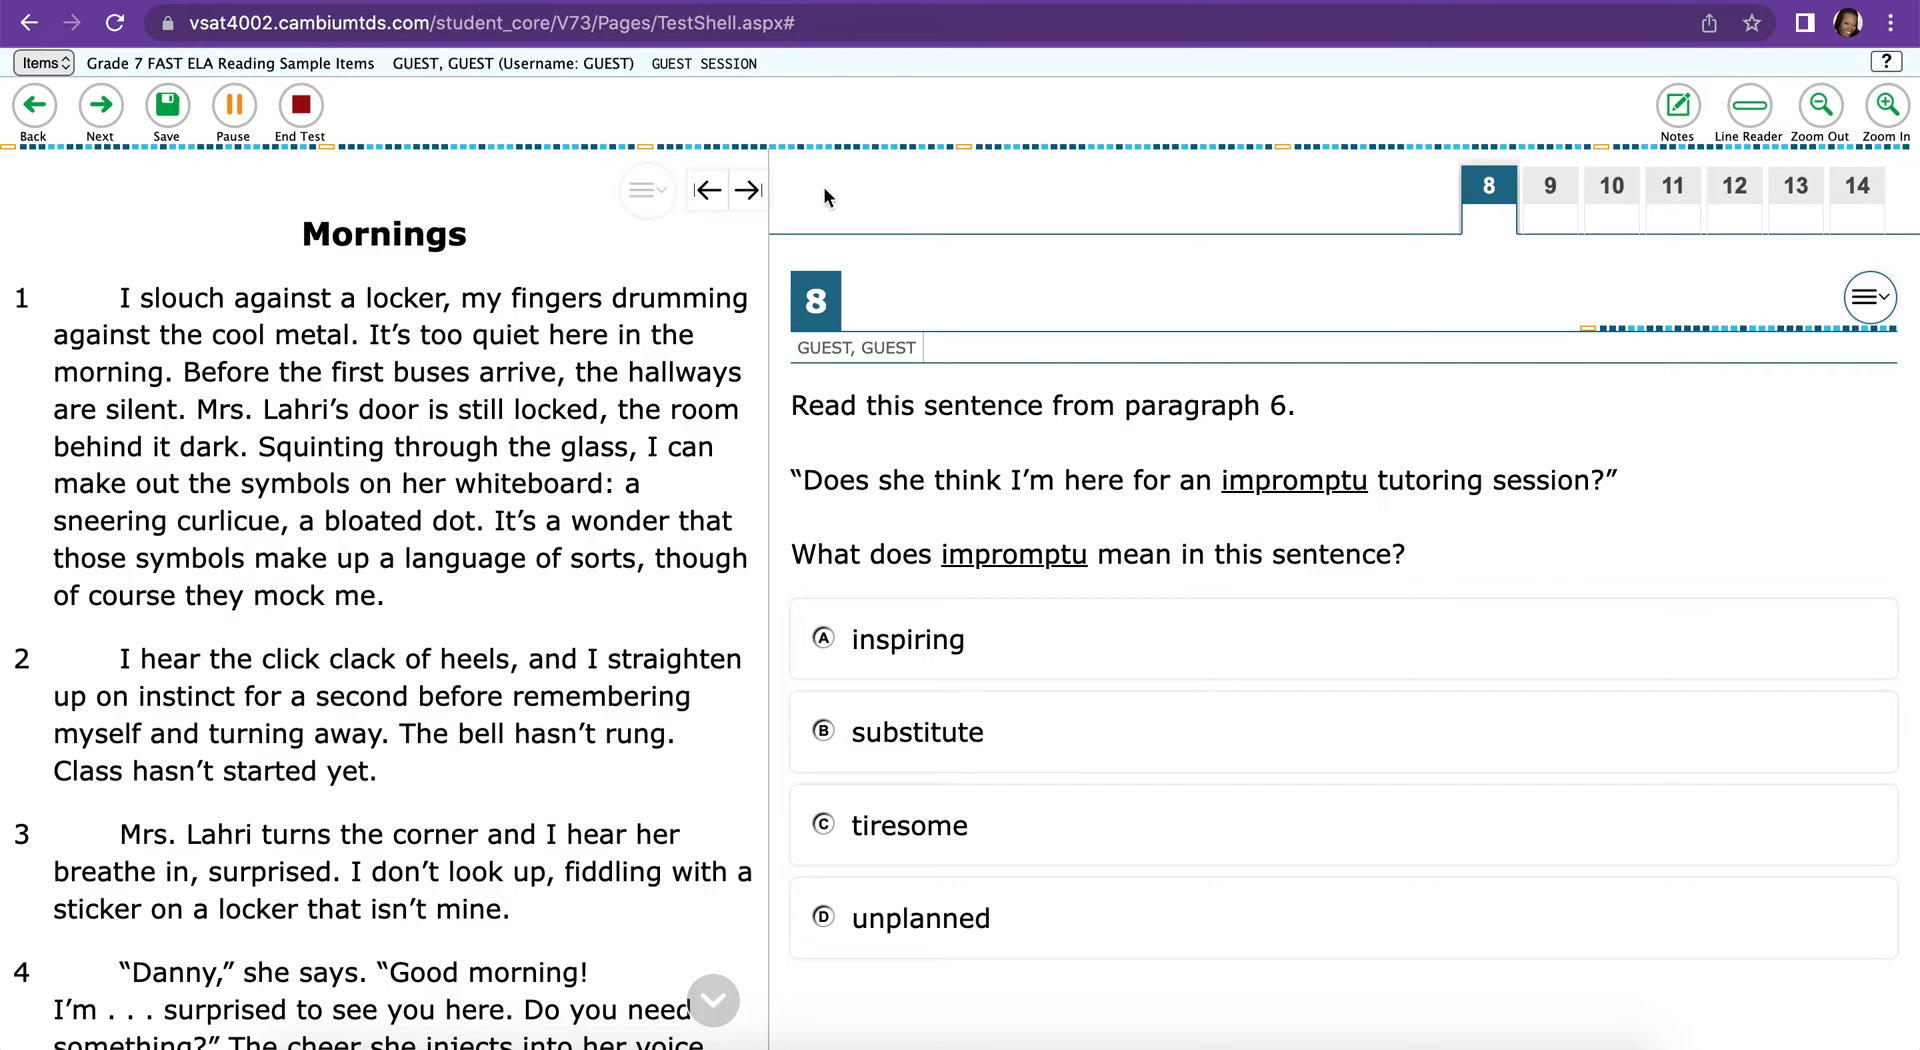 vsat4002.cambiumtds.com/student_core/V73/Pages/TestShell.aspx#
Items Grade 7 FAST ELA Reading Sample Items GUEST, GUEST (Username: GUEST) GUEST SESSION ?
Back Next Save Pause End Test Notes Line Reader Zoom Out Zoom In
8 9 10 11 12 13 14
Mornings
1 I slouch against a locker, my fingers drumming
against the cool metal. It’s too quiet here in the
morning. Before the first buses arrive, the hallways
are silent. Mrs. Lahri’s door is still locked, the room
behind it dark. Squinting through the glass, I can
make out the symbols on her whiteboard: a
sneering curlicue, a bloated dot. It’s a wonder that
those symbols make up a language of sorts, though
of course they mock me.
2 I hear the click clack of heels, and I straighten
up on instinct for a second before remembering
myself and turning away. The bell hasn’t rung.
Class hasn’t started yet.
3 Mrs. Lahri turns the corner and I hear her
breathe in, surprised. I don’t look up, fiddling with a
sticker on a locker that isn’t mine.
4 “Danny,” she says. “Good morning!
I’m . . . surprised to see you here. Do you need
something?” The cheer she injects into her voice
8
GUEST, GUEST
Read this sentence from paragraph 6.
“Does she think I’m here for an impromptu tutoring session?”
What does impromptu mean in this sentence?
A inspiring
B substitute
C tiresome
D unplanned